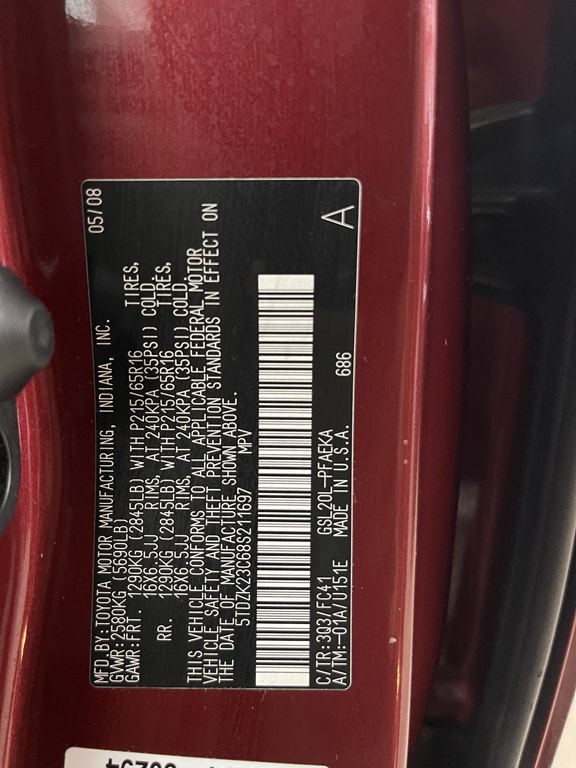 MFD.BY:TOYOTA MOTOR MANUFACTURING, INDIANA, INC. 05/08
GVWR:2580KG(5690LB)
GAWR:FRT. 1290KG (2845LB) WITH P215/65R16 TIRES,
16X6.5JJ RIMS, AT 240KPA (35PSI) COLD.
RR. 1290KG (2845LB) WITH P215/65R16 TIRES,
16X6.5JJ RIMS, AT 240KPA (35PSI) COLD.
THIS VEHICLE CONFORMS TO ALL APPLICABLE FEDERAL MOTOR
VEHICLE SAFETY AND THEFT PREVENTION STANDARDS IN EFFECT ON
THE DATE OF MANUFACTURE SHOWN ABOVE.
5TDZK23C68S211697 MPV
C/TR:3Q3/FC41 GSL20L-PFAEKA 686
A/TM:-01A/U151E MADE IN U.S.A. A